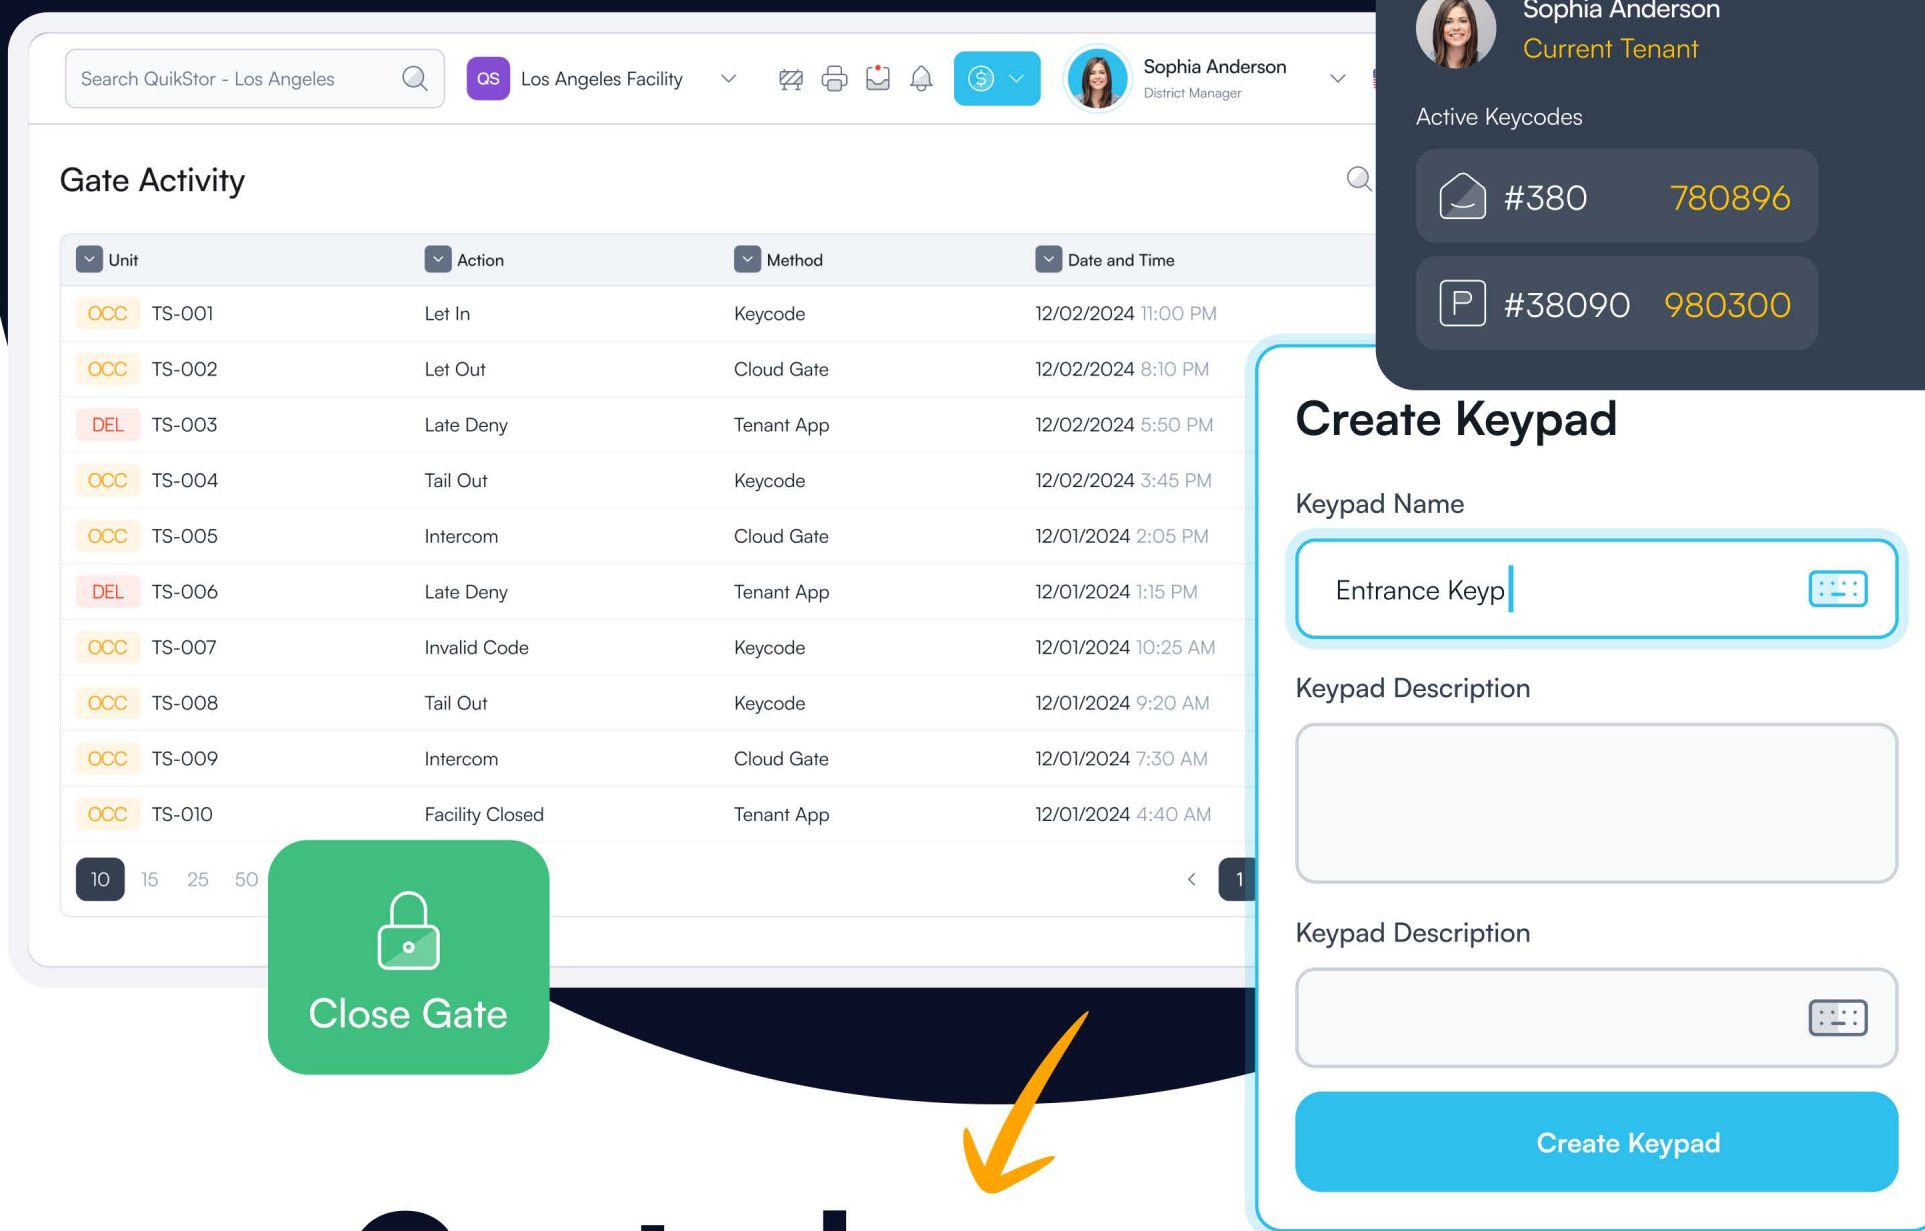 Search QuikStor - Los Angeles
QS Los Angeles Facility
Sophia Anderson
District Manager
Gate Activity
Unit Action Method Date and Time
OCC TS-001 Let In Keycode 12/02/2024 11:00 PM
OCC TS-002 Let Out Cloud Gate 12/02/2024 8:10 PM
DEL TS-003 Late Deny Tenant App 12/02/2024 5:50 PM
OCC TS-004 Tail Out Keycode 12/02/2024 3:45 PM
OCC TS-005 Intercom Cloud Gate 12/01/2024 2:05 PM
DEL TS-006 Late Deny Tenant App 12/01/2024 1:15 PM
OCC TS-007 Invalid Code Keycode 12/01/2024 10:25 AM
OCC TS-008 Tail Out Keycode 12/01/2024 9:20 AM
OCC TS-009 Intercom Cloud Gate 12/01/2024 7:30 AM
OCC TS-010 Facility Closed Tenant App 12/01/2024 4:40 AM
10 15 25 50 1
Close Gate
Sophia Anderson
Current Tenant
Active Keycodes
#380 780896
P #38090 980300
Create Keypad
Keypad Name
Entrance Keyp
Keypad Description
Keypad Description
Create Keypad